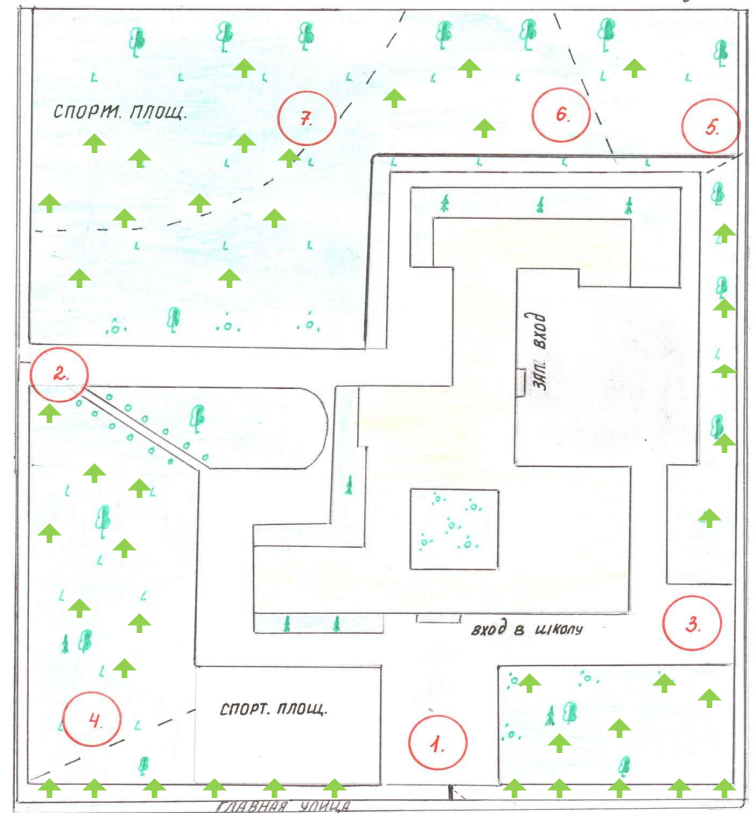 СПОРТ. ПЛОЩ.
7.
6.
5.
2.
ЗАП. ВХОД
3.
ВХОД В ШКОЛУ
4.
СПОРТ. ПЛОЩ.
1.
ГЛАВНАЯ УЛИЦА